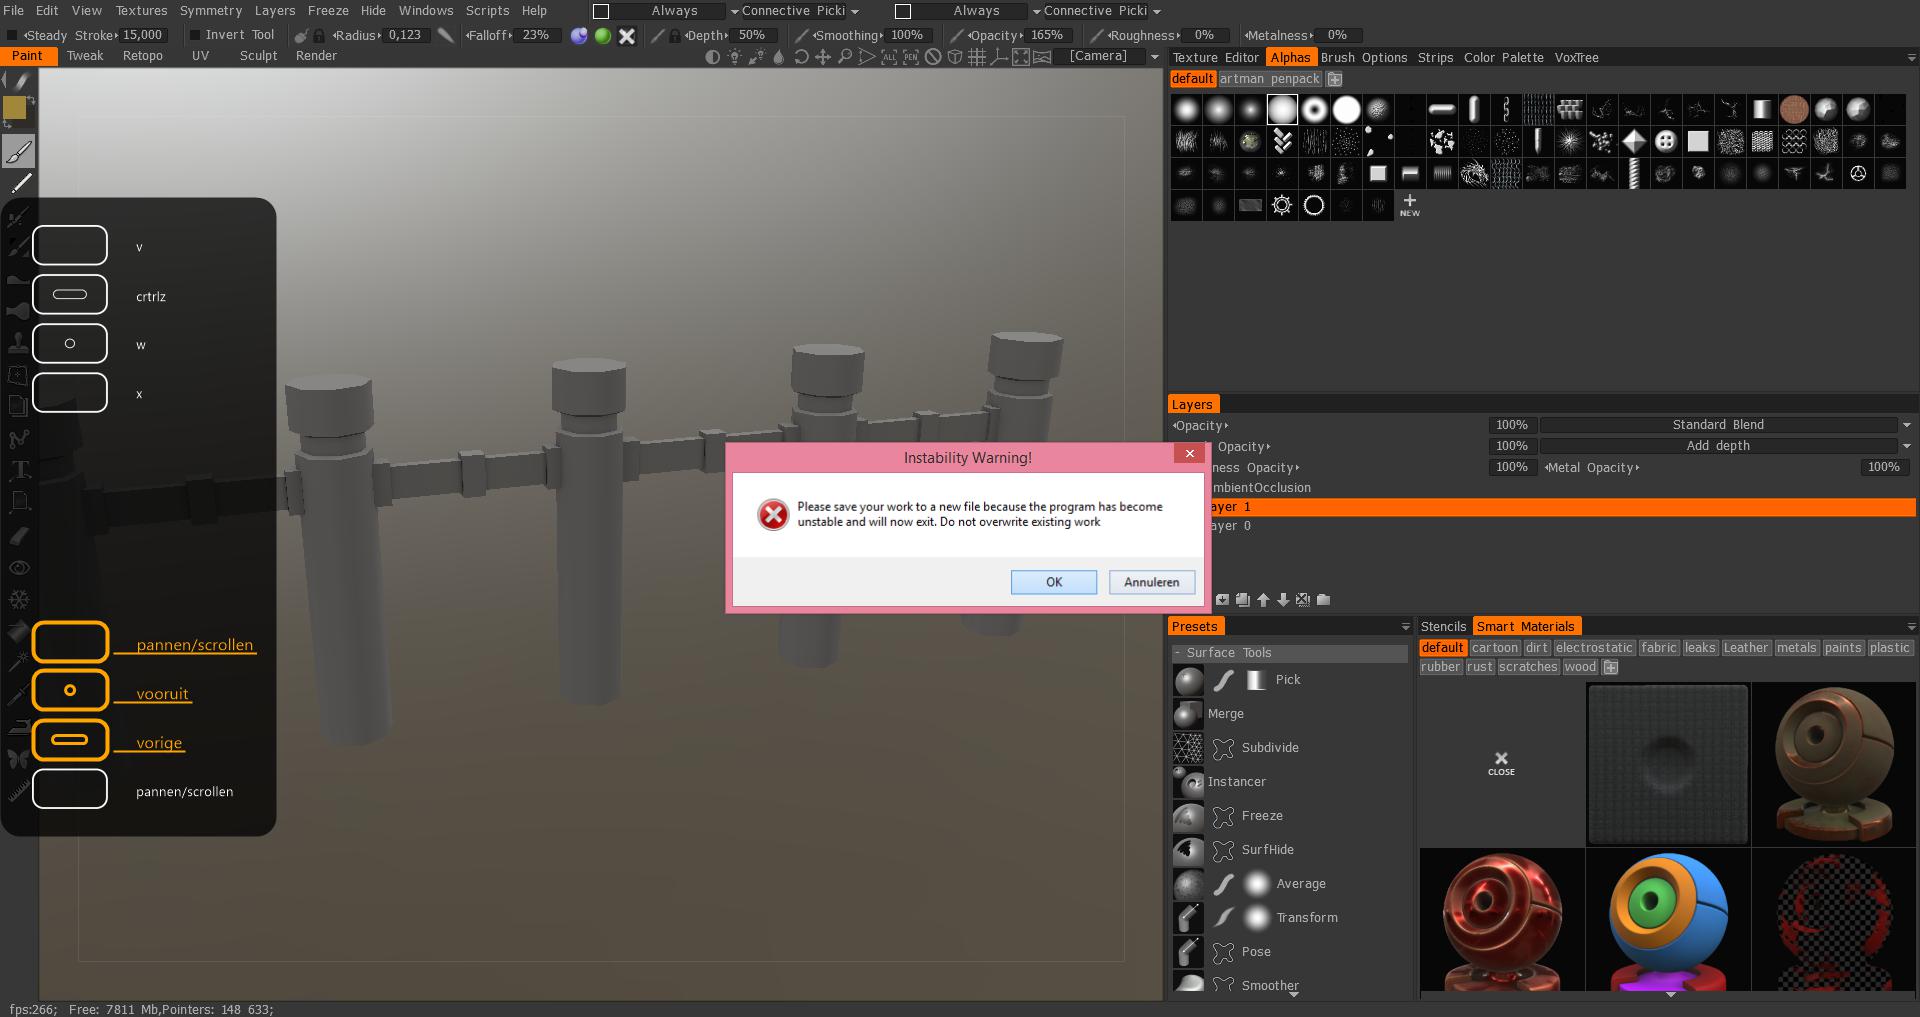 File Edit View Textures Symmetry Layers Freeze Hide Windows Scripts Help Always Connective Picki Always Connective Picki
Steady Stroke 15,000 Invert Tool Radius 0,123 Falloff 23% Depth 50% Smoothing 100% Opacity 165% Roughness 0% Metalness 0%
Paint Tweak Retopo UV Sculpt Render ALL PEN [Camera]
Texture Editor Alphas Brush Options Strips Color Palette VoxTree
default artman penpack
NEW
v
crtrlz
w
x
pannen/scrollen
vooruit
vorige
pannen/scrollen
Instability Warning!
Please save your work to a new file because the program has become
unstable and will now exit. Do not overwrite existing work
OK Annuleren
Layers
Opacity 100% Standard Blend
Opacity 100% Add depth
ness Opacity 100% Metal Opacity 100%
mbientOcclusion
ayer 1
ayer 0
Presets
- Surface Tools
Pick
Merge
Subdivide
Instancer
Freeze
SurfHide
Average
Transform
Pose
Smoother
Stencils Smart Materials
default cartoon dirt electrostatic fabric leaks Leather metals paints plastic
rubber rust scratches wood
CLOSE
fps:266; Free: 7811 Mb,Pointers: 148 633;